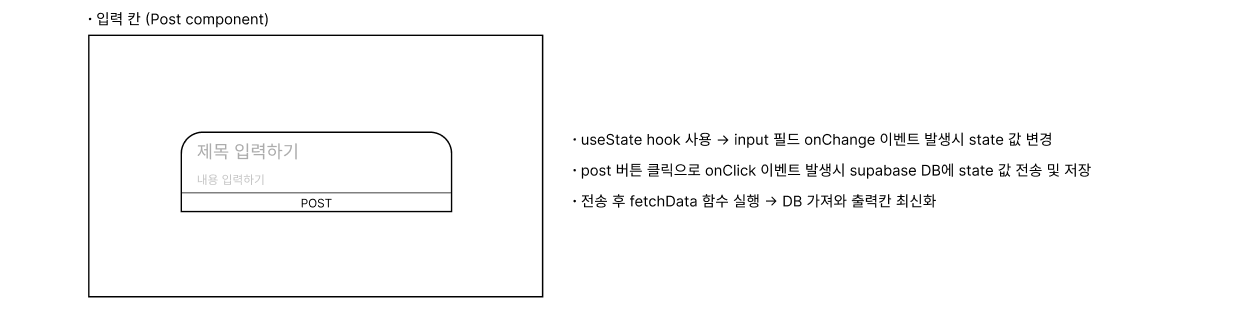 · 입력 칸 (Post component)
제목 입력하기
내용 입력하기
POST
· useState hook 사용 → input 필드 onChange 이벤트 발생시 state 값 변경
· post 버튼 클릭으로 onClick 이벤트 발생시 supabase DB에 state 값 전송 및 저장
· 전송 후 fetchData 함수 실행 → DB 가져와 출력칸 최신화